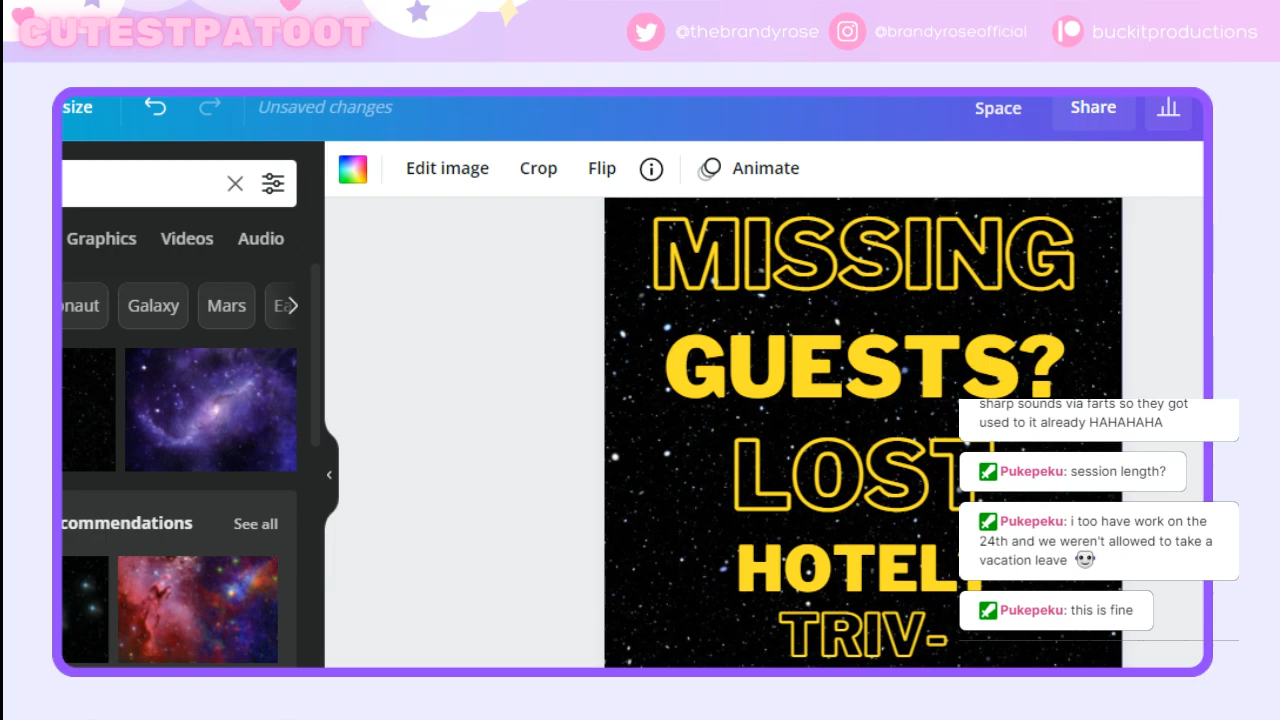 CUTESTPATOOT
@thebrandyrose
@brandyroseofficial
buckitproductions
size
Unsaved changes
Space
Share
Edit image
Crop
Flip
Animate
Graphics
Videos
Audio
Galaxy
Mars
See all
MISSING
GUESTS?
LOST
HOTEL?
TRIV-
sharp sounds via farts so they got
used to it already HAHAHAHA
Pukepeku: session length?
Pukepeku: i too have work on the
24th and we weren't allowed to take a
vacation leave
Pukepeku: this is fine